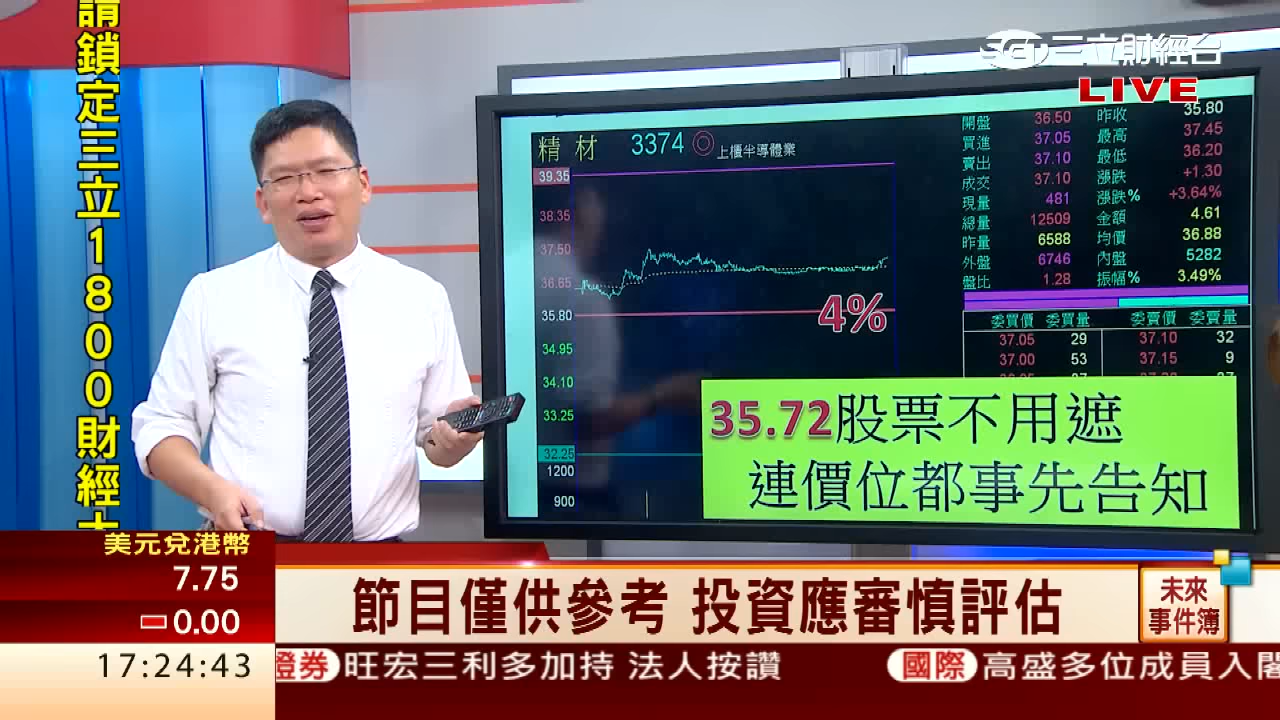 請鎖定三立1800財經
SET三立財經台
LIVE
精材 3374 上櫃半導體業
39.35
38.35
37.50
36.65
35.80
34.95
34.10
33.25
32.25
1200
900
4%
開盤 36.50 昨收 35.80
買進 37.05 最高 37.45
賣出 37.10 最低 36.20
成交 37.10 漲跌 +1.30
現量 481 漲跌% +3.64%
總量 12509 金額 4.61
昨量 6588 均價 36.88
外盤 6746 內盤 5282
盤比 1.28 振幅% 3.49%
委買價 委買量 委賣價 委賣量
37.05 29 37.10 32
37.00 53 37.15 9
35.72股票不用遮
連價位都事先告知
美元兌港幣
7.75
0.00
17:24:43
節目僅供參考 投資應審慎評估
未來
事件簿
證券 旺宏三利多加持 法人按讚 國際 高盛多位成員入閣